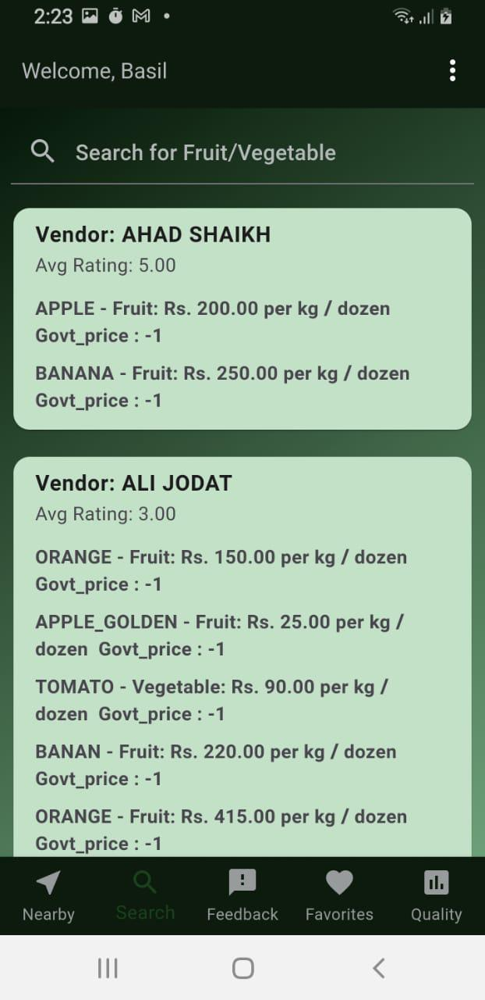 2:23
Welcome, Basil
Search for Fruit/Vegetable
Vendor: AHAD SHAIKH
Avg Rating: 5.00
APPLE - Fruit: Rs. 200.00 per kg / dozen
Govt_price : -1
BANANA - Fruit: Rs. 250.00 per kg / dozen
Govt_price : -1
Vendor: ALI JODAT
Avg Rating: 3.00
ORANGE - Fruit: Rs. 150.00 per kg / dozen
Govt_price : -1
APPLE_GOLDEN - Fruit: Rs. 25.00 per kg /
dozen  Govt_price : -1
TOMATO - Vegetable: Rs. 90.00 per kg /
dozen  Govt_price : -1
BANAN - Fruit: Rs. 220.00 per kg / dozen
Govt_price : -1
ORANGE - Fruit: Rs. 415.00 per kg / dozen
Govt_price : -1
Nearby Search Feedback Favorites Quality